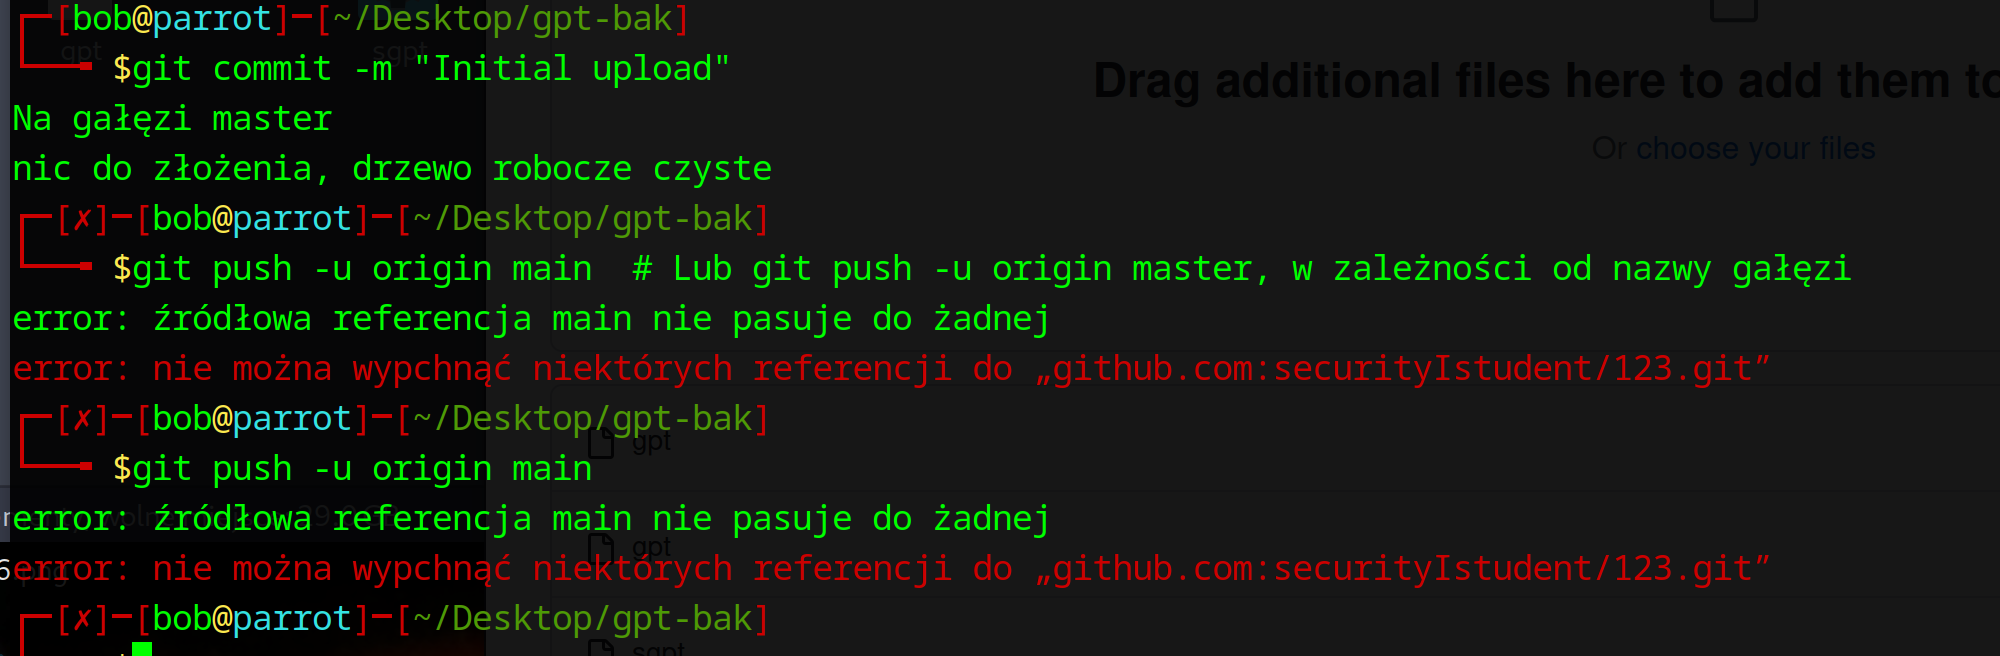 [bob@parrot]─[~/Desktop/gpt-bak]
gpt sgpt
$git commit -m "Initial upload"
Drag additional files here to add them to
Na gałęzi master
Or choose your files
nic do złożenia, drzewo robocze czyste
[✗]─[bob@parrot]─[~/Desktop/gpt-bak]
$git push -u origin main  # Lub git push -u origin master, w zależności od nazwy gałęzi
error: źródłowa referencja main nie pasuje do żadnej
error: nie można wypchnąć niektórych referencji do „github.com:securityIstudent/123.git”
[✗]─[bob@parrot]─[~/Desktop/gpt-bak]
gpt
$git push -u origin main
error: źródłowa referencja main nie pasuje do żadnej
gpt
error: nie można wypchnąć niektórych referencji do „github.com:securityIstudent/123.git”
[✗]─[bob@parrot]─[~/Desktop/gpt-bak]
sgpt